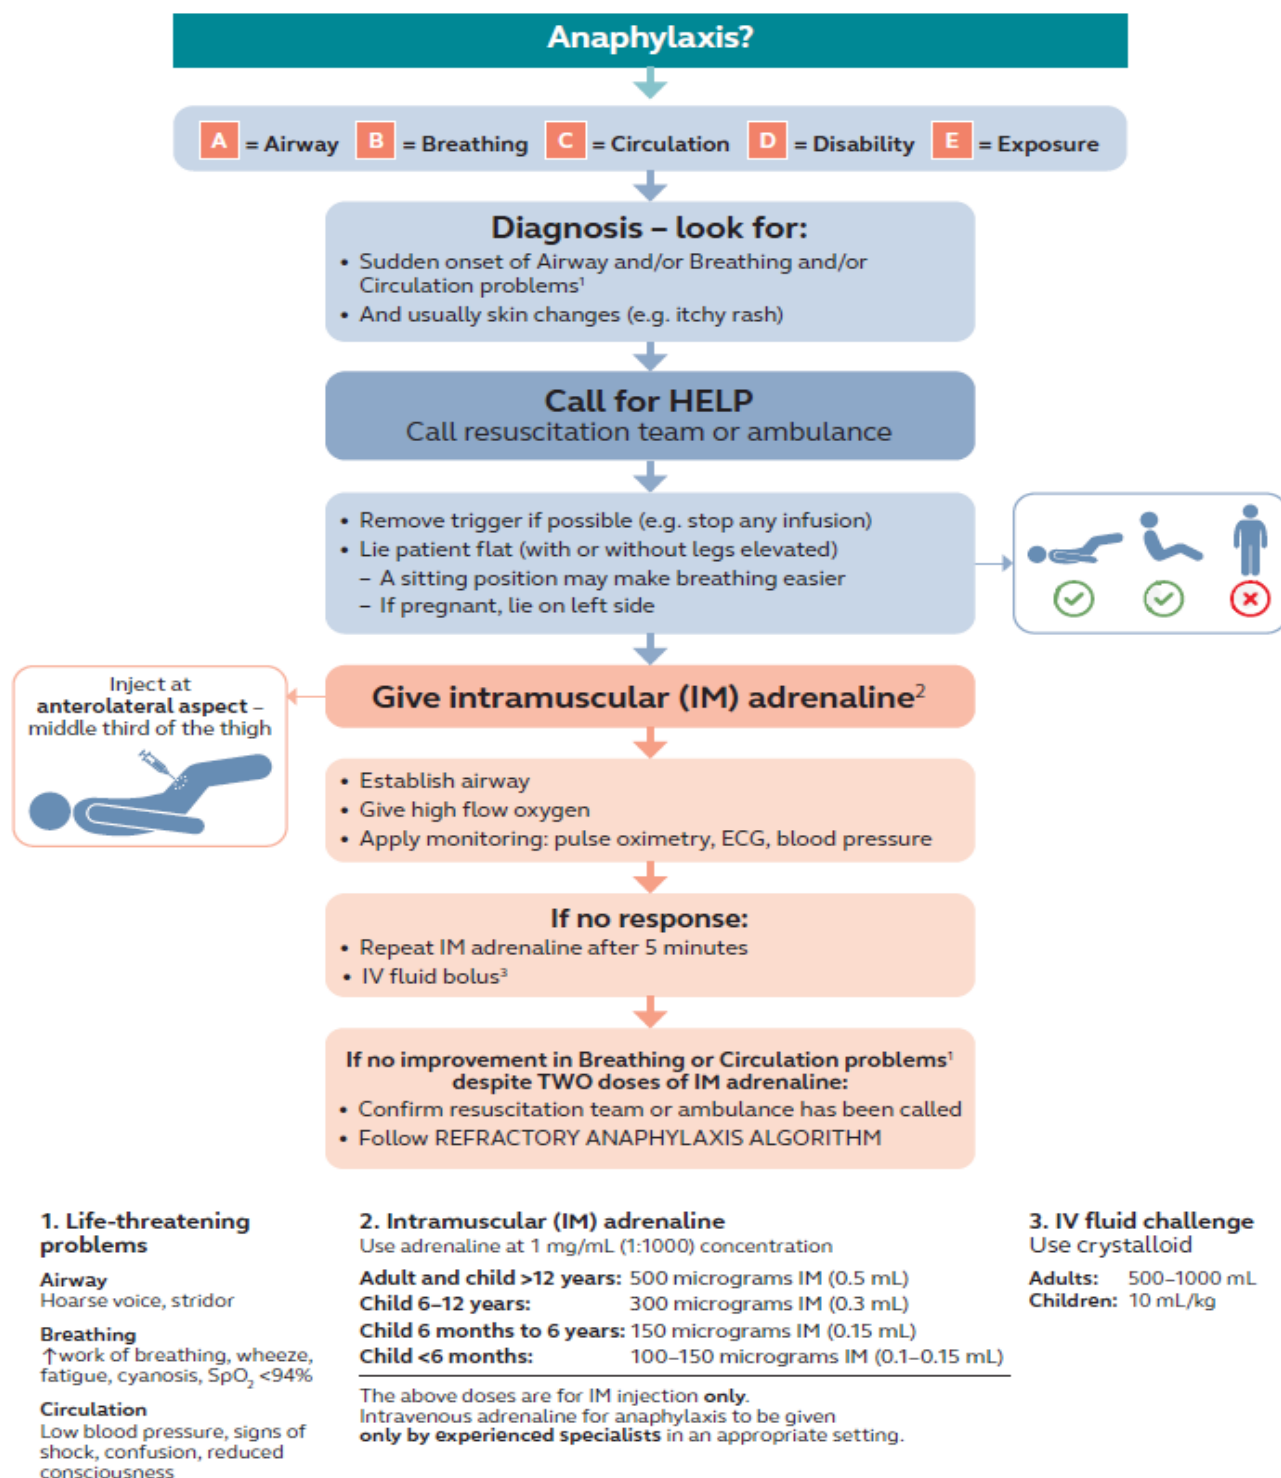 Anaphylaxis?
A = Airway B = Breathing C = Circulation D = Disability E = Exposure
Diagnosis – look for:
• Sudden onset of Airway and/or Breathing and/or
Circulation problems¹
• And usually skin changes (e.g. itchy rash)
Call for HELP
Call resuscitation team or ambulance
• Remove trigger if possible (e.g. stop any infusion)
• Lie patient flat (with or without legs elevated)
– A sitting position may make breathing easier
– If pregnant, lie on left side
Inject at
anterolateral aspect –
middle third of the thigh
Give intramuscular (IM) adrenaline²
• Establish airway
• Give high flow oxygen
• Apply monitoring: pulse oximetry, ECG, blood pressure
If no response:
• Repeat IM adrenaline after 5 minutes
• IV fluid bolus³
If no improvement in Breathing or Circulation problems¹
despite TWO doses of IM adrenaline:
• Confirm resuscitation team or ambulance has been called
• Follow REFRACTORY ANAPHYLAXIS ALGORITHM
1. Life-threatening
problems
Airway
Hoarse voice, stridor
Breathing
↑work of breathing, wheeze,
fatigue, cyanosis, SpO₂ <94%
Circulation
Low blood pressure, signs of
shock, confusion, reduced
consciousness
2. Intramuscular (IM) adrenaline
Use adrenaline at 1 mg/mL (1:1000) concentration
Adult and child >12 years: 500 micrograms IM (0.5 mL)
Child 6–12 years: 300 micrograms IM (0.3 mL)
Child 6 months to 6 years: 150 micrograms IM (0.15 mL)
Child <6 months: 100–150 micrograms IM (0.1–0.15 mL)
The above doses are for IM injection only.
Intravenous adrenaline for anaphylaxis to be given
only by experienced specialists in an appropriate setting.
3. IV fluid challenge
Use crystalloid
Adults: 500–1000 mL
Children: 10 mL/kg